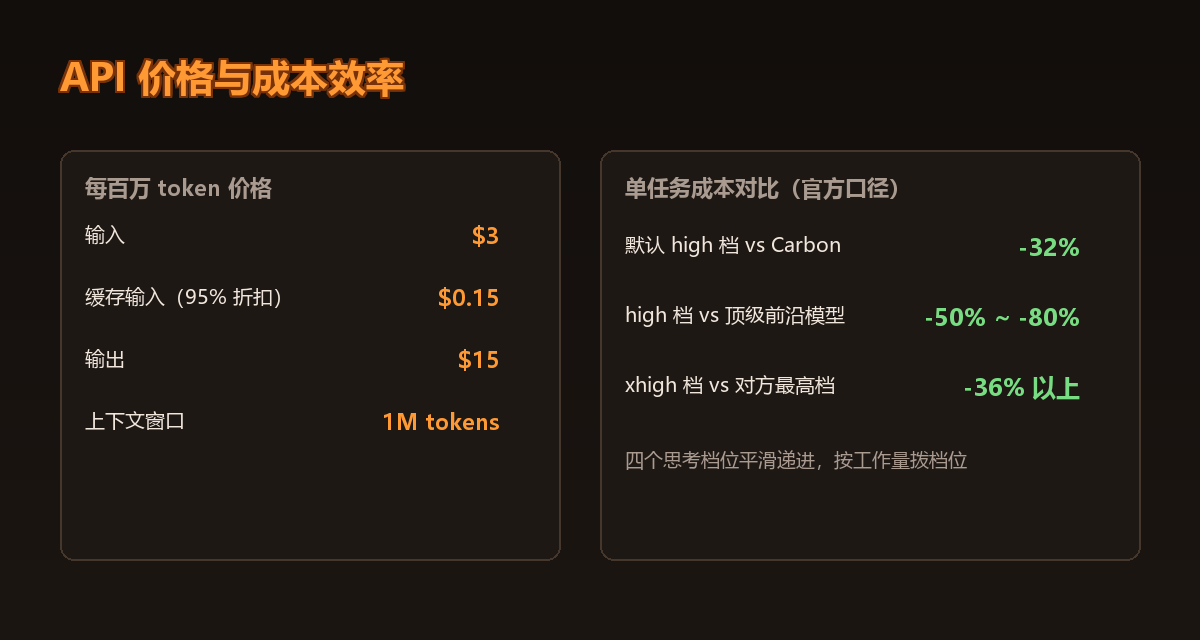 API 价格与成本效率
每百万 token 价格
输入 $3
缓存输入（95% 折扣） $0.15
输出 $15
上下文窗口 1M tokens
单任务成本对比（官方口径）
默认 high 档 vs Carbon -32%
high 档 vs 顶级前沿模型 -50% ~ -80%
xhigh 档 vs 对方最高档 -36% 以上
四个思考档位平滑递进，按工作量拨档位